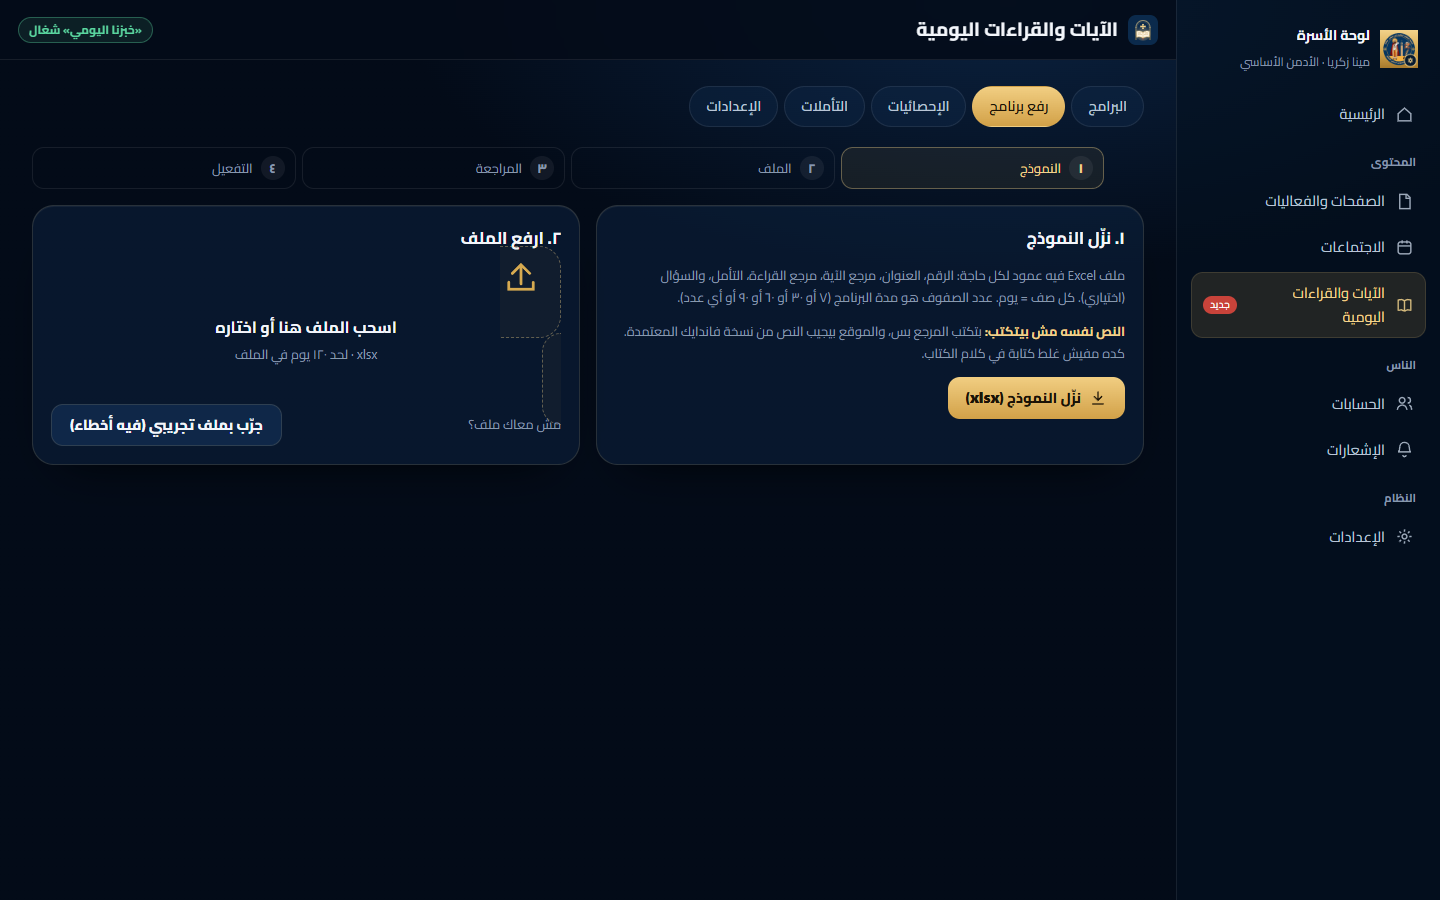 لوحة الأسرة
مينا زكريا · الأدمن الأساسي
الرئيسية
المحتوى
الصفحات والفعاليات
الاجتماعات
الآيات والقراءات
اليومية
جديد
الناس
الحسابات
الإشعارات
النظام
الإعدادات
الآيات والقراءات اليومية
«خبزنا اليومي» شغال
البرامج
رفع برنامج
الإحصائيات
التأملات
الإعدادات
١ النموذج
٢ الملف
٣ المراجعة
٤ التفعيل
١. نزّل النموذج
ملف Excel فيه عمود لكل حاجة: الرقم، العنوان، مرجع الآية، مرجع القراءة، التأمل، والسؤال
(اختياري). كل صف = يوم. عدد الصفوف هو مدة البرنامج (٧ أو ٣٠ أو ٦٠ أو ٩٠ أو أي عدد).
النص نفسه مش بيتكتب: بتكتب المرجع بس، والموقع بيجيب النص من نسخة فاندايك المعتمدة.
كده مفيش غلط كتابة في كلام الكتاب.
نزّل النموذج (xlsx)
٢. ارفع الملف
اسحب الملف هنا أو اختاره
xlsx · لحد ١٢٠ يوم في الملف
مش معاك ملف؟
جرّب بملف تجريبي (فيه أخطاء)